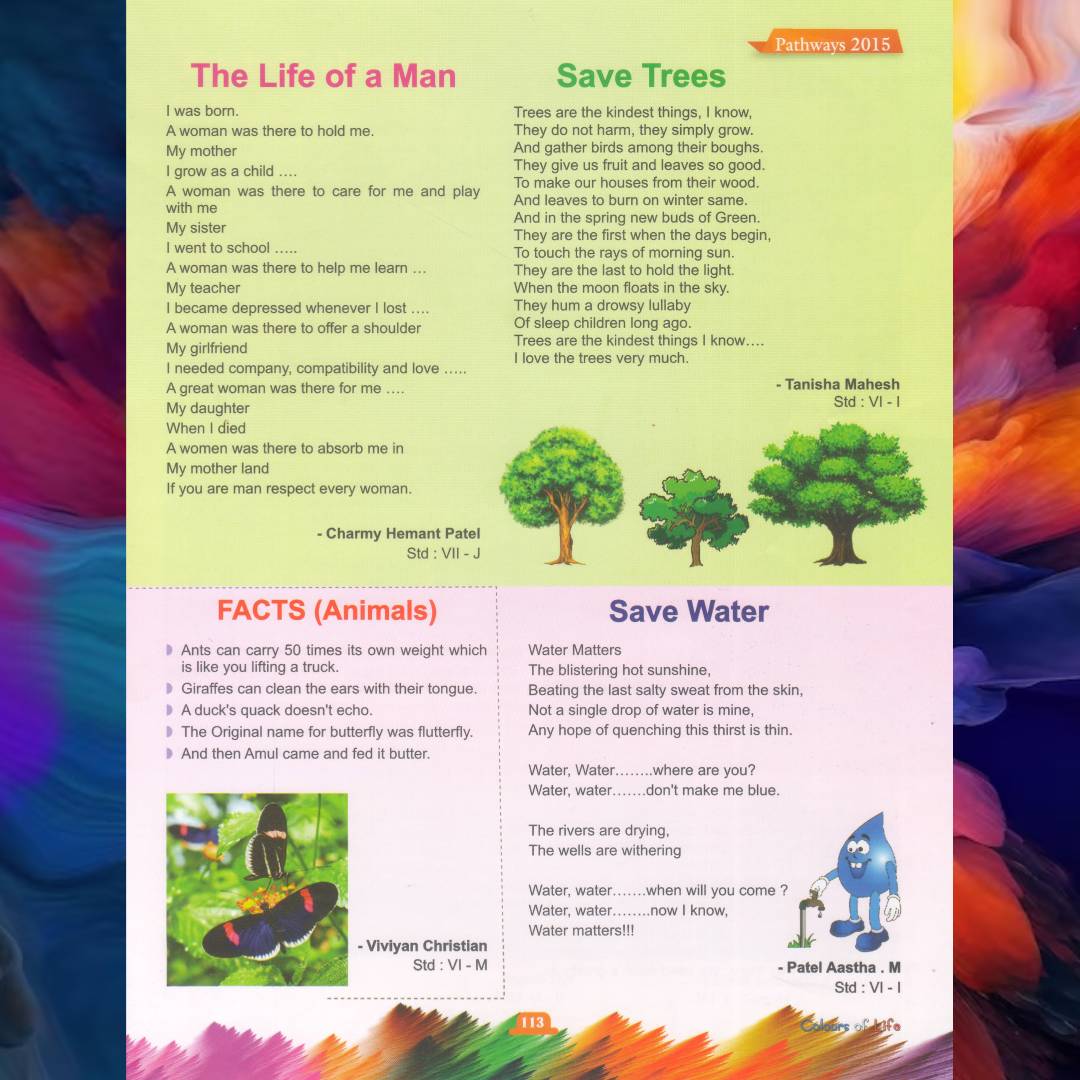 Pathways 2015
The Life of a Man
I was born.
A woman was there to hold me.
My mother
I grow as a child ….
A woman was there to care for me and play
with me
My sister
I went to school …..
A woman was there to help me learn …
My teacher
I became depressed whenever I lost ….
A woman was there to offer a shoulder
My girlfriend
I needed company, compatibility and love …..
A great woman was there for me ….
My daughter
When I died
A women was there to absorb me in
My mother land
If you are man respect every woman.
- Charmy Hemant Patel
Std : VII - J
Save Trees
Trees are the kindest things, I know,
They do not harm, they simply grow.
And gather birds among their boughs.
They give us fruit and leaves so good.
To make our houses from their wood.
And leaves to burn on winter same.
And in the spring new buds of Green.
They are the first when the days begin,
To touch the rays of morning sun.
They are the last to hold the light.
When the moon floats in the sky.
They hum a drowsy lullaby
Of sleep children long ago.
Trees are the kindest things I know….
I love the trees very much.
- Tanisha Mahesh
Std : VI - I
FACTS (Animals)
Ants can carry 50 times its own weight which
is like you lifting a truck.
Giraffes can clean the ears with their tongue.
A duck's quack doesn't echo.
The Original name for butterfly was flutterfly.
And then Amul came and fed it butter.
- Viviyan Christian
Std : VI - M
Save Water
Water Matters
The blistering hot sunshine,
Beating the last salty sweat from the skin,
Not a single drop of water is mine,
Any hope of quenching this thirst is thin.
Water, Water……..where are you?
Water, water…….don't make me blue.
The rivers are drying,
The wells are withering
Water, water…….when will you come ?
Water, water……..now I know,
Water matters!!!
- Patel Aastha . M
Std : VI - I
113
Colours of Life